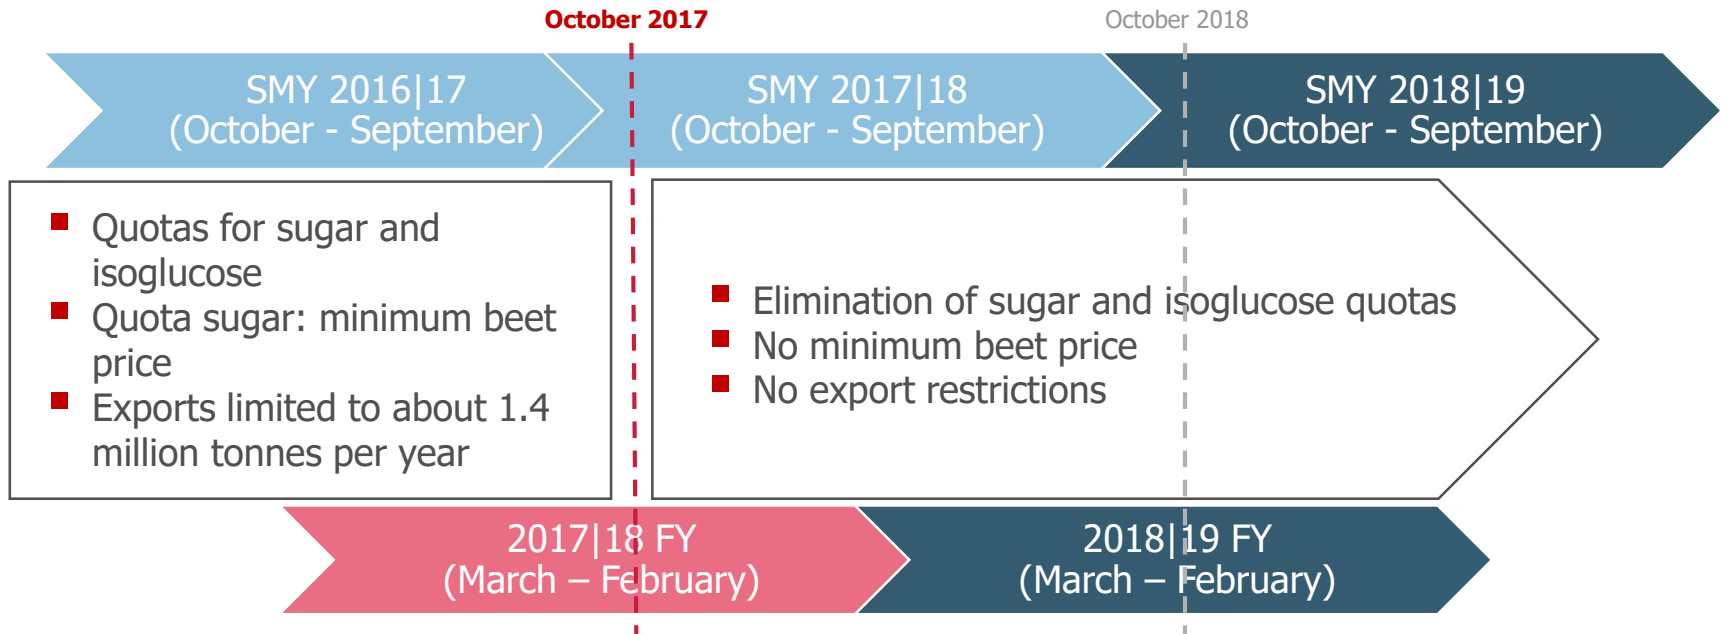 October 2017
October 2018
SMY 2016|17
(October - September)
SMY 2017|18
(October - September)
SMY 2018|19
(October - September)
Quotas for sugar and
isoglucose
Quota sugar: minimum beet
price
Exports limited to about 1.4
million tonnes per year
Elimination of sugar and isoglucose quotas
No minimum beet price
No export restrictions
2017|18 FY
(March – February)
2018|19 FY
(March – February)